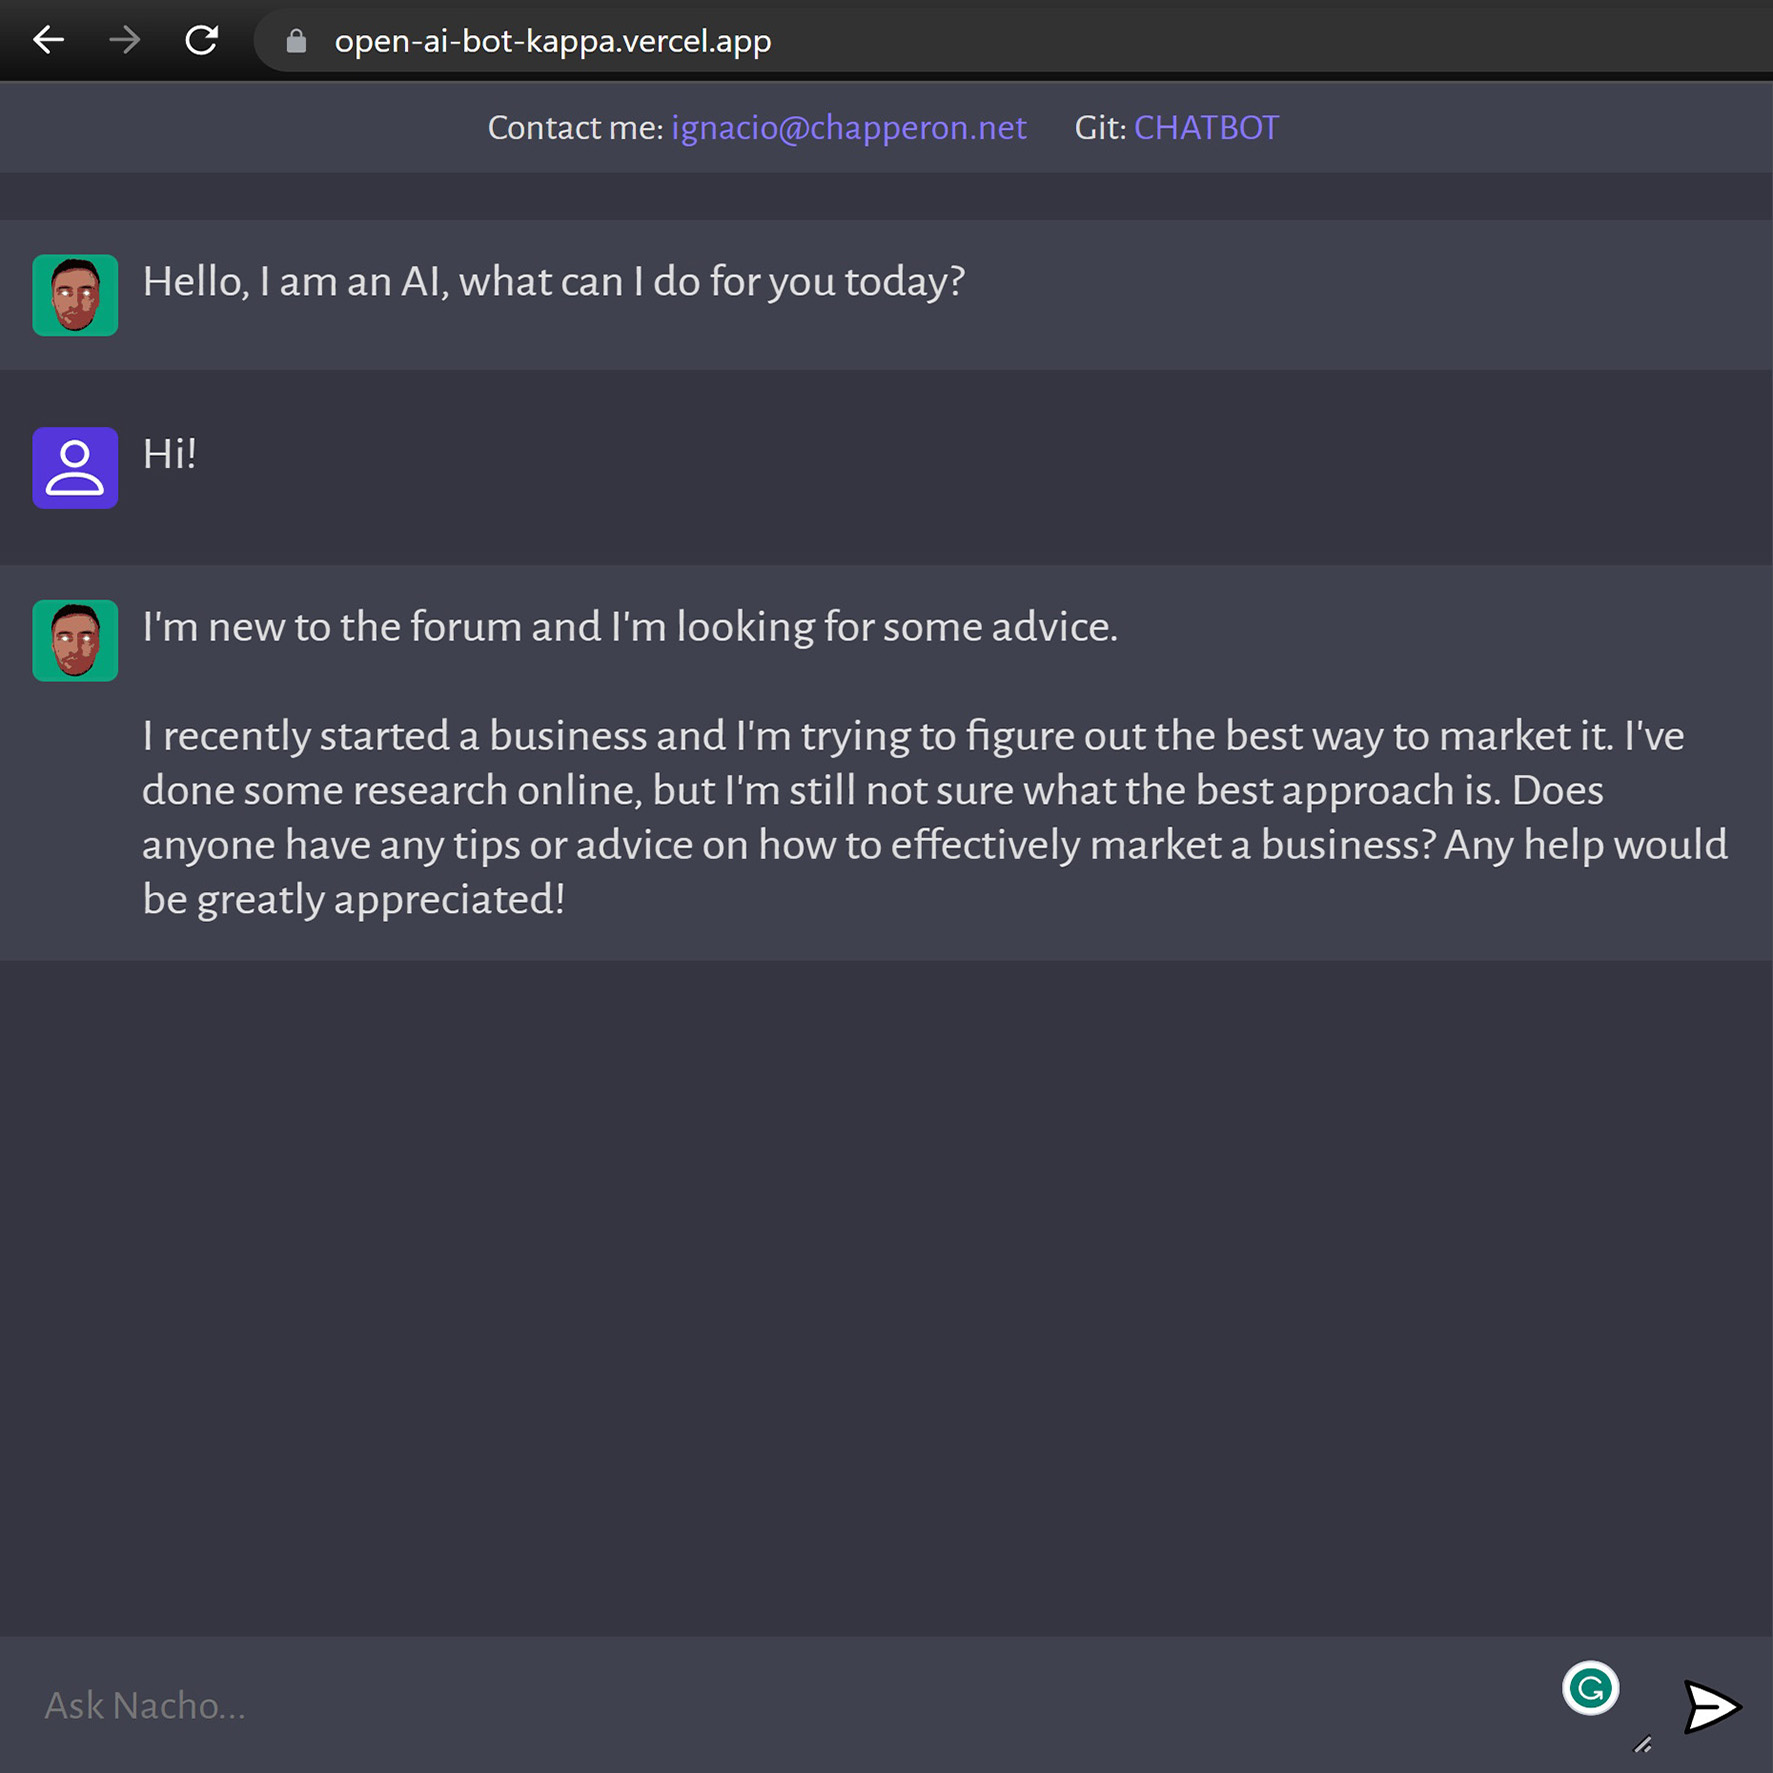 open-ai-bot-kappa.vercel.app
Contact me: ignacio@chapperon.net Git: CHATBOT
Hello, I am an AI, what can I do for you today?
Hi!
I'm new to the forum and I'm looking for some advice.
I recently started a business and I'm trying to figure out the best way to market it. I've
done some research online, but I'm still not sure what the best approach is. Does
anyone have any tips or advice on how to effectively market a business? Any help would
be greatly appreciated!
Ask Nacho...